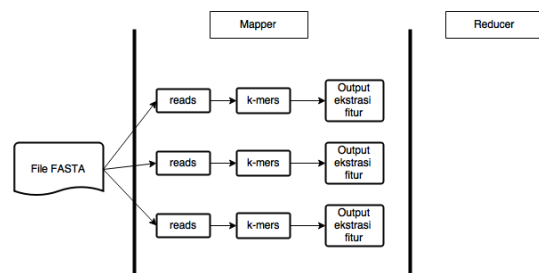 Mapper
Reducer
reads
k-mers
Output
ekstrasi
fitur
File FASTA
reads
k-mers
Output
ekstrasi
fitur
reads
k-mers
Output
ekstrasi
fitur